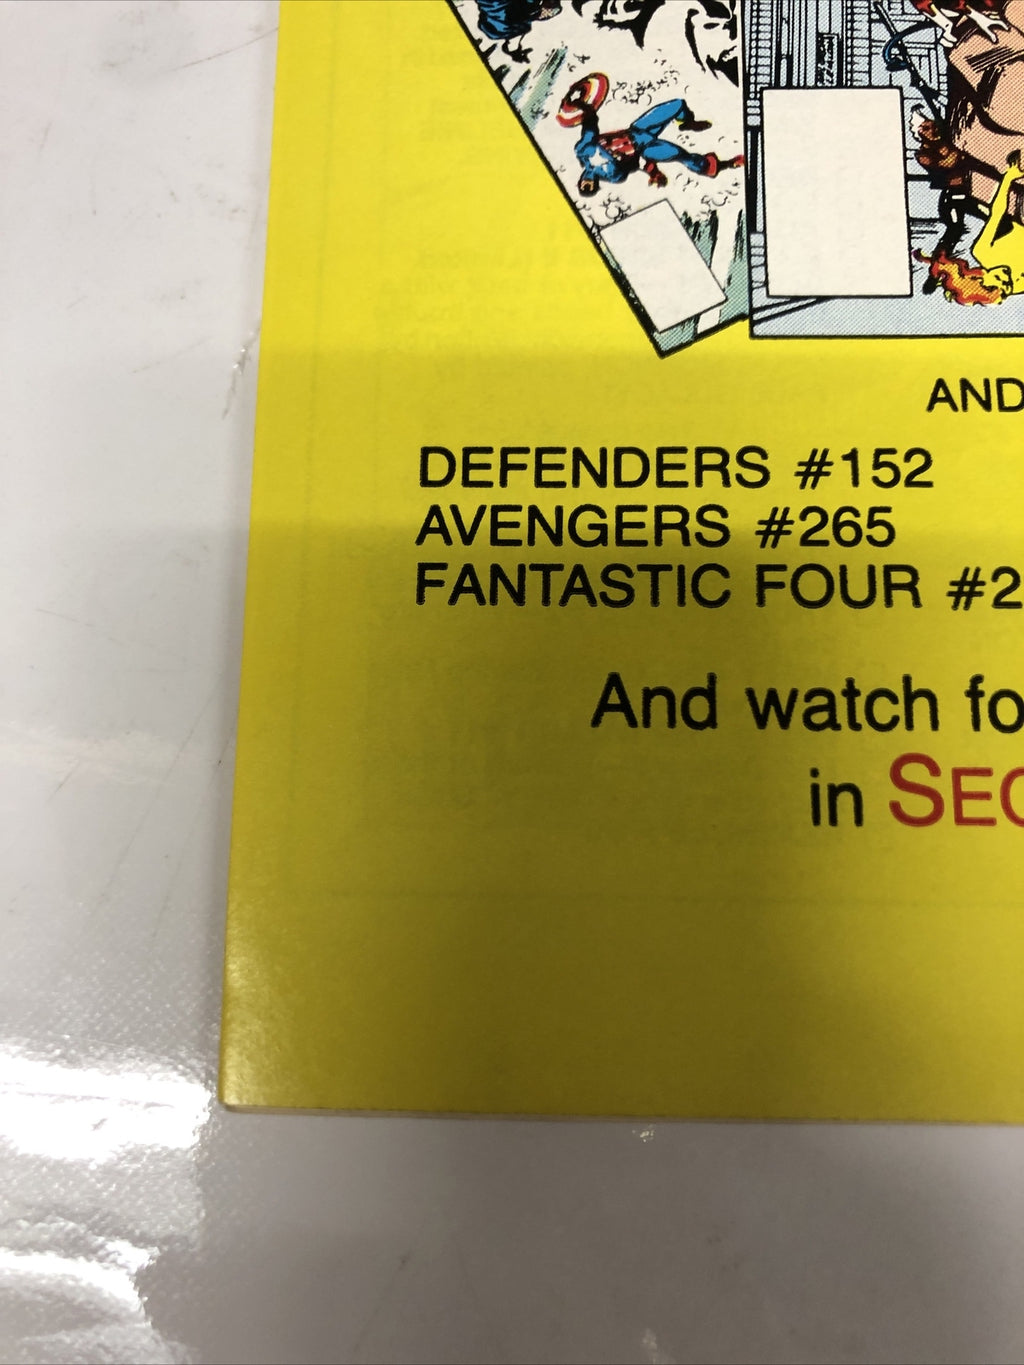 AND
DEFENDERS #152
AVENGERS #265
FANTASTIC FOUR #2
And watch fo
in SEC